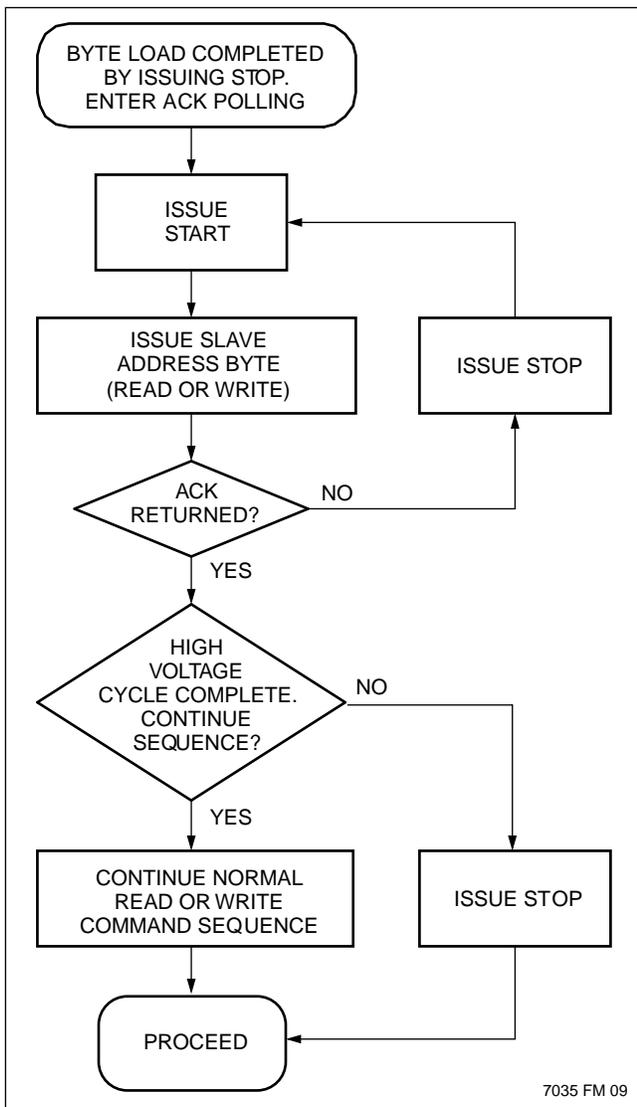 BYTE LOAD COMPLETED
BY ISSUING STOP.
ENTER ACK POLLING
ISSUE
START
ISSUE SLAVE
ADDRESS BYTE
(READ OR WRITE)
ISSUE STOP
ACK
RETURNED?
NO
YES
HIGH
VOLTAGE
CYCLE COMPLETE.
CONTINUE
SEQUENCE?
NO
YES
CONTINUE NORMAL
READ OR WRITE
COMMAND SEQUENCE
ISSUE STOP
PROCEED
7035 FM 09